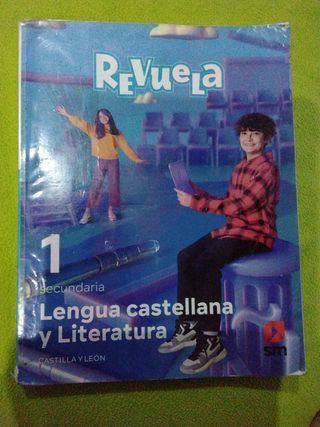 REVUELA
1
secundaria
Lengua castellana
y Literatura
CASTILLA Y LEÓN
sm